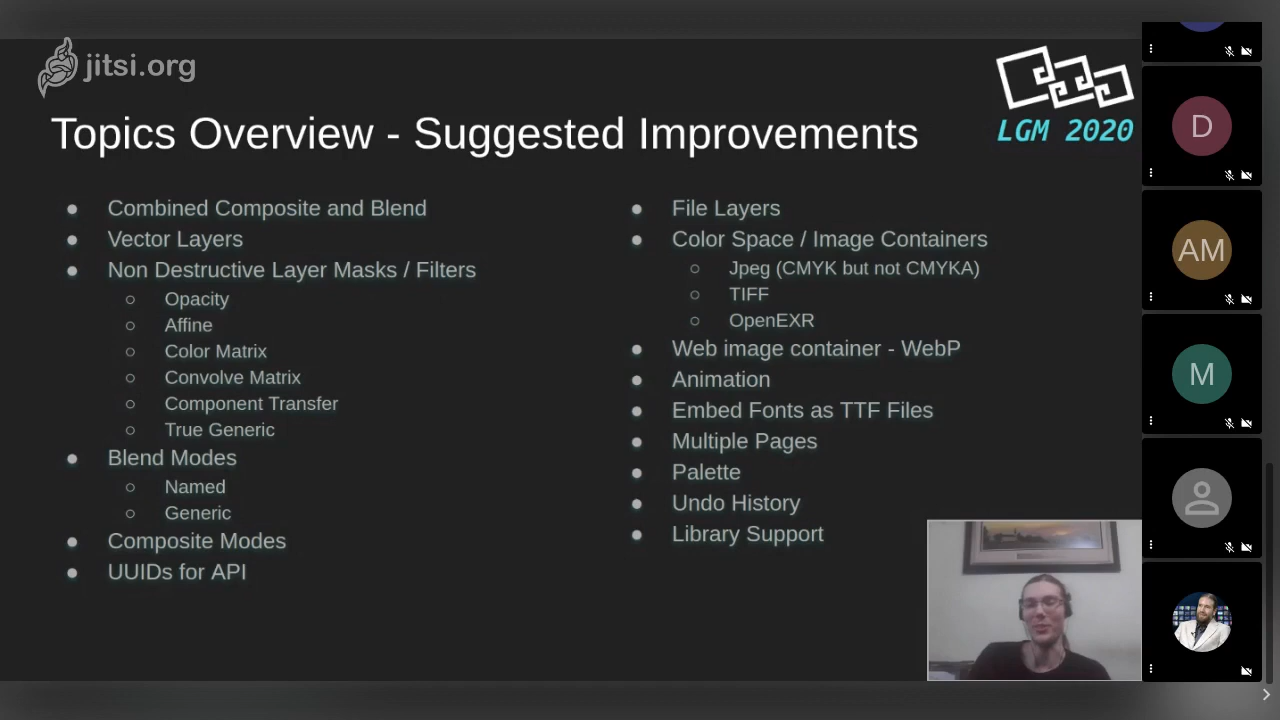 jitsi.org
LGM 2020
Topics Overview - Suggested Improvements
Combined Composite and Blend
Vector Layers
Non Destructive Layer Masks / Filters
Opacity
Affine
Color Matrix
Convolve Matrix
Component Transfer
True Generic
Blend Modes
Named
Generic
Composite Modes
UUIDs for API
File Layers
Color Space / Image Containers
Jpeg (CMYK but not CMYKA)
TIFF
OpenEXR
Web image container - WebP
Animation
Embed Fonts as TTF Files
Multiple Pages
Palette
Undo History
Library Support
D
AM
M